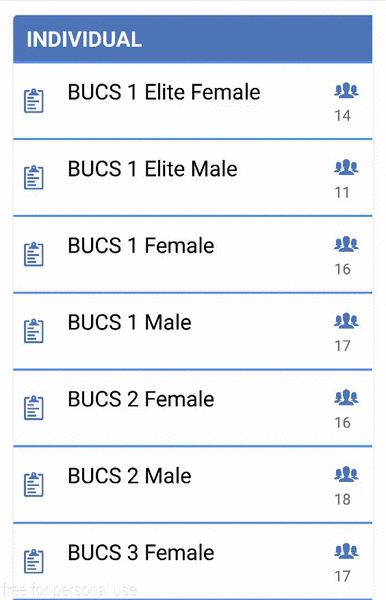 INDIVIDUAL
BUCS 1 Elite Female
14
BUCS 1 Elite Male
11
BUCS 1 Female
16
BUCS 1 Male
17
BUCS 2 Female
16
BUCS 2 Male
18
BUCS 3 Female
17
free for personal use